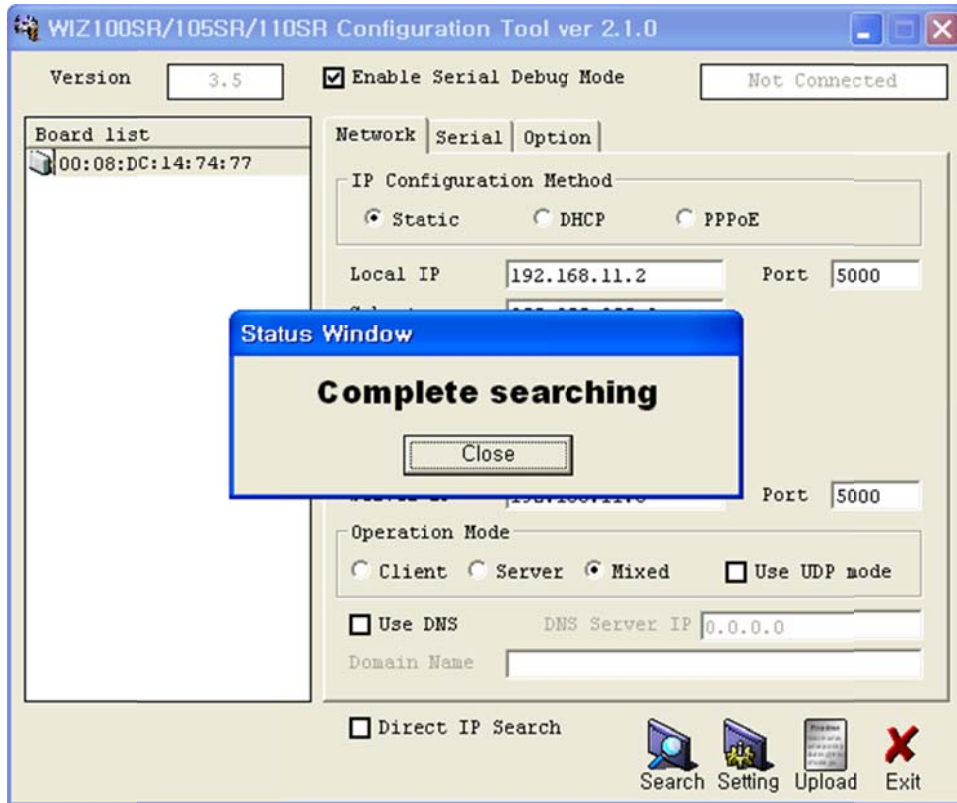 WIZ100SR/105SR/110SR Configuration Tool ver 2.1.0
Version 3.5 Enable Serial Debug Mode Not Connected
Board list
00:08:DC:14:74:77
Network Serial Option
IP Configuration Method
Static DHCP PPPoE
Local IP 192.168.11.2 Port 5000
Status Window
Complete searching
Close
Port 5000
Operation Mode
Client Server Mixed Use UDP mode
Use DNS DNS Server IP 0.0.0.0
Domain Name
Direct IP Search
Search Setting Upload Exit